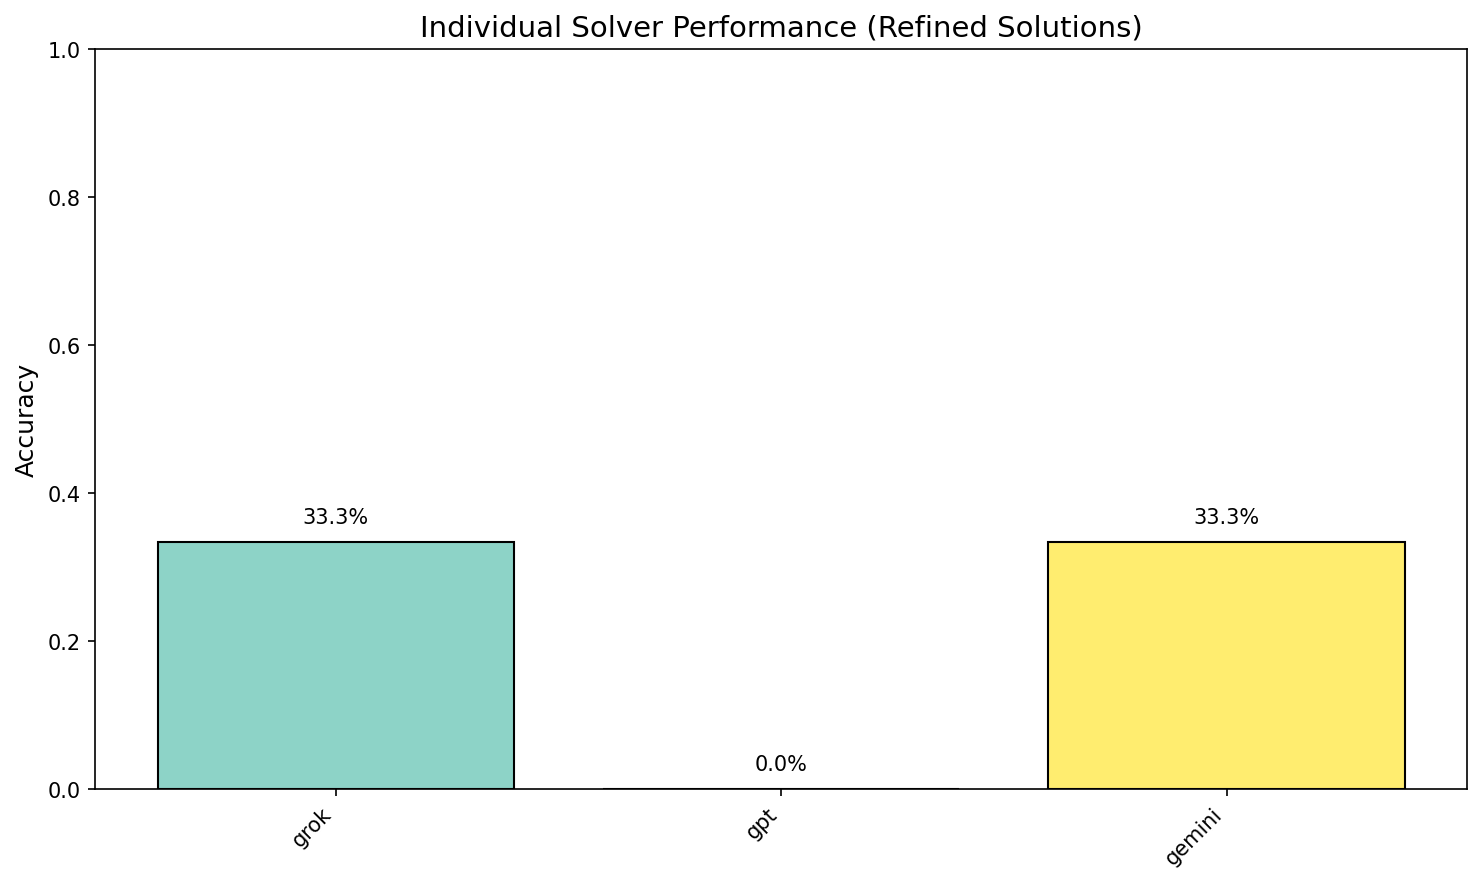 Individual Solver Performance (Refined Solutions)
1.0
0.8
0.6
0.4
0.2
0.0
Accuracy
33.3%
0.0%
33.3%
grok
gpt
gemini